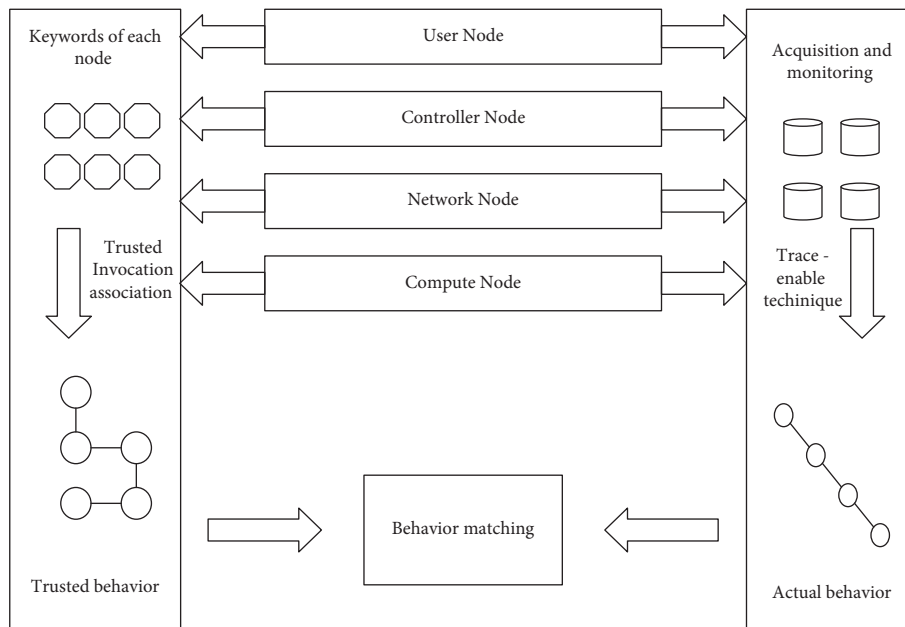 Keywords of each
node
User Node
Acquisition and
monitoring
Controller Node
Network Node
Trusted
Invocation
association
Compute Node
Trace -
enable
techinique
Behavior matching
Trusted behavior
Actual behavior